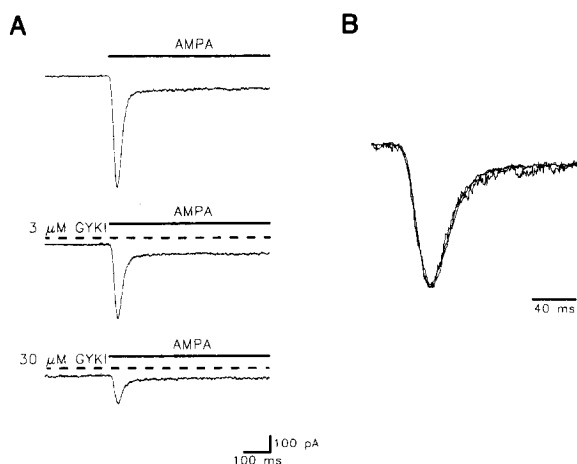 A
AMPA
AMPA
3 μM GYKI
AMPA
30 μM GYKI
100 pA
100 ms
B
40 ms